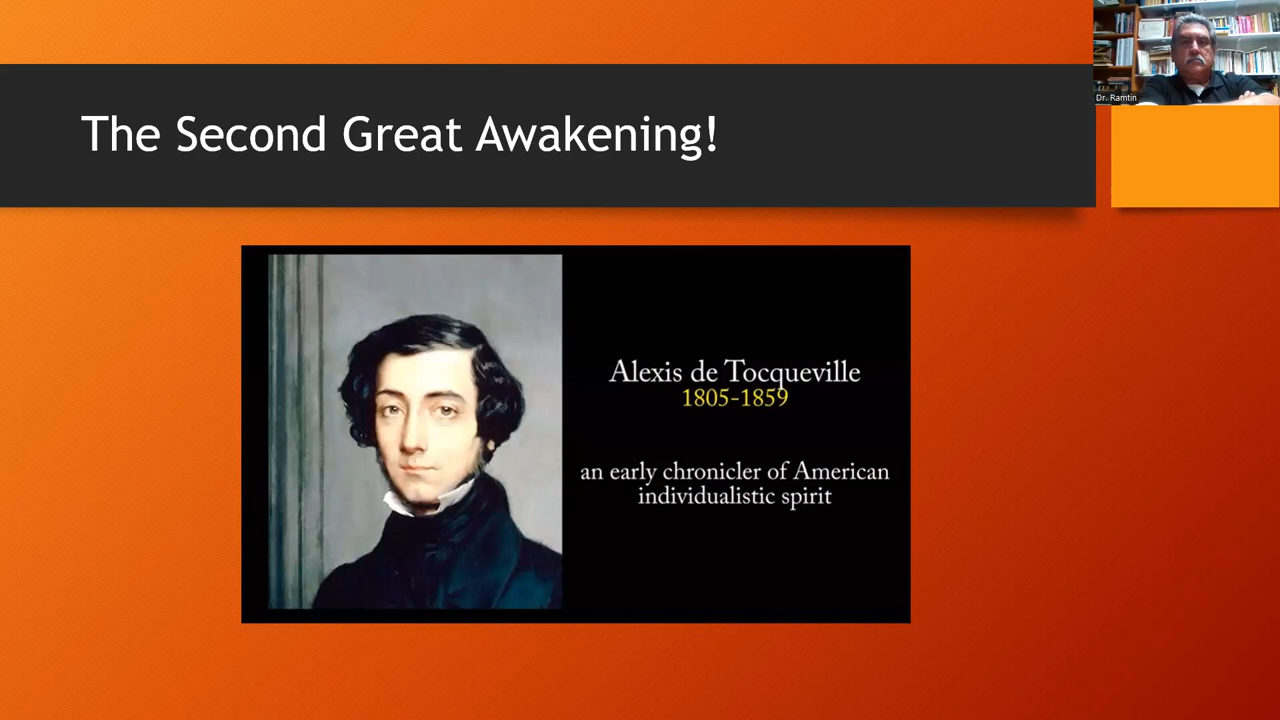 The Second Great Awakening!
Dr. Ramtin
Alexis de Tocqueville
1805-1859
an early chronicler of American
individualistic spirit